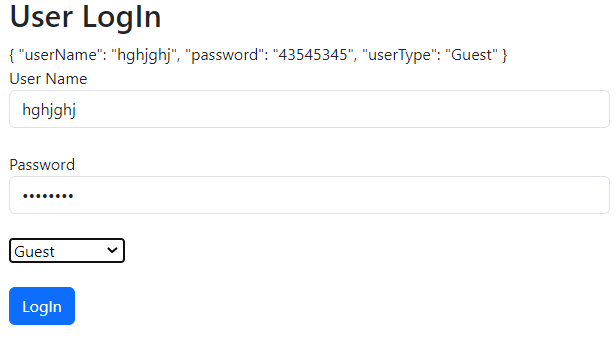 User LogIn
{ "userName": "hghjghj", "password": "43545345", "userType": "Guest" }
User Name
hghjghj
Password
••••••••
Guest
LogIn